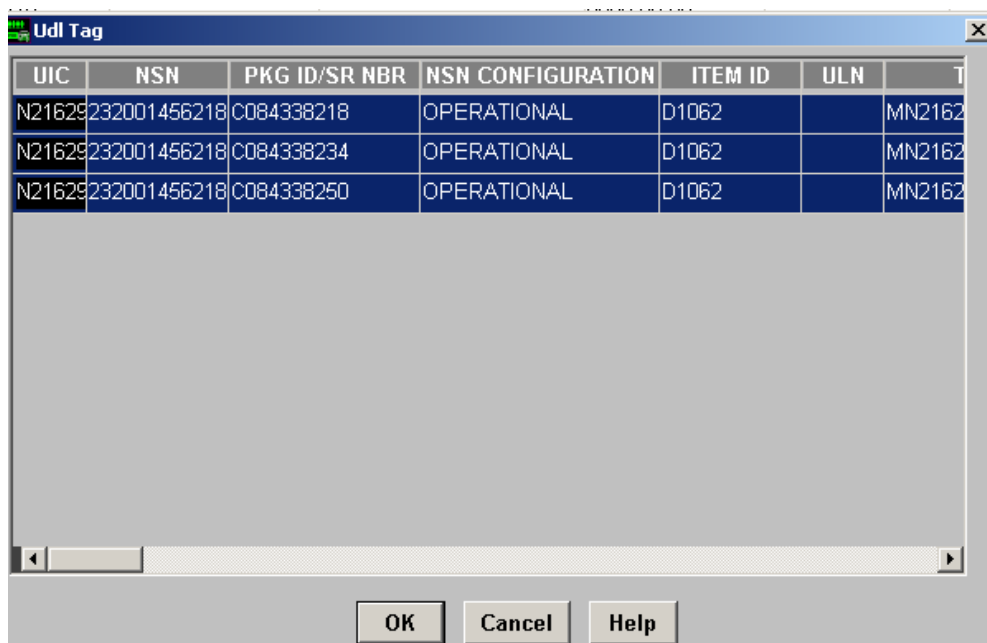 Udl Tag
UIC NSN PKG ID/SR NBR NSN CONFIGURATION ITEM ID ULN T
N21629 232001456218 C084338218 OPERATIONAL D1062 MN2162
N21629 232001456218 C084338234 OPERATIONAL D1062 MN2162
N21629 232001456218 C084338250 OPERATIONAL D1062 MN2162
OK Cancel Help